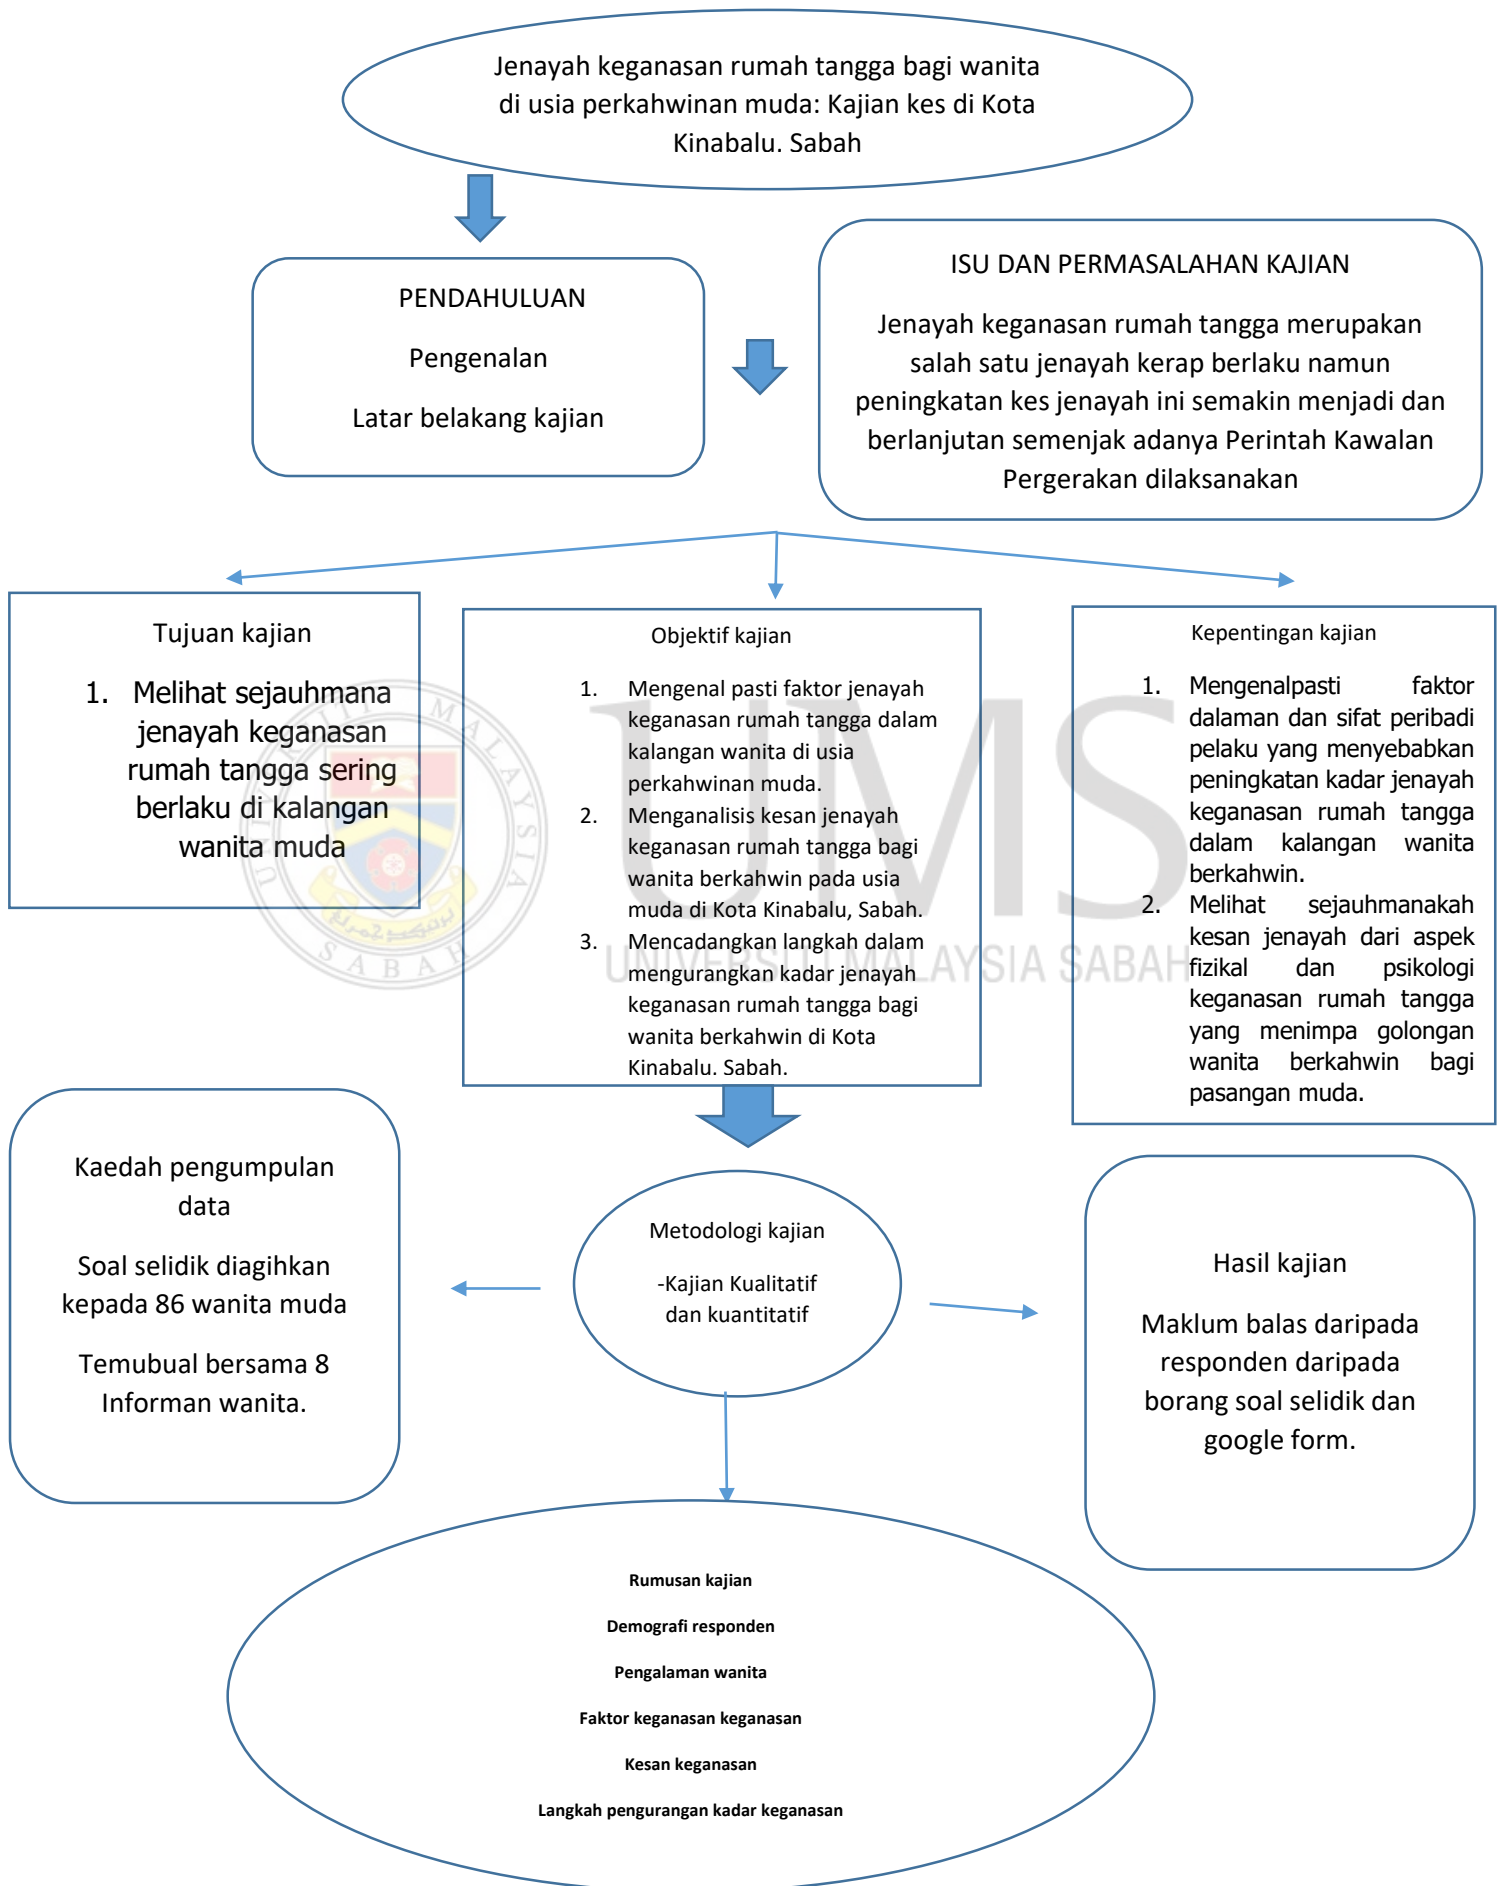 Jenayah keganasan rumah tangga bagi wanita
di usia perkahwinan muda: Kajian kes di Kota
Kinabalu. Sabah
PENDAHULUAN
Pengenalan
Latar belakang kajian
ISU DAN PERMASALAHAN KAJIAN
Jenayah keganasan rumah tangga merupakan
salah satu jenayah kerap berlaku namun
peningkatan kes jenayah ini semakin menjadi dan
berlanjutan semenjak adanya Perintah Kawalan
Pergerakan dilaksanakan
Tujuan kajian
1. Melihat sejauhmana
jenayah keganasan
rumah tangga sering
berlaku di kalangan
wanita muda
Objektif kajian
1. Mengenal pasti faktor jenayah
keganasan rumah tangga dalam
kalangan wanita di usia
perkahwinan muda.
2. Menganalisis kesan jenayah
keganasan rumah tangga bagi
wanita berkahwin pada usia
muda di Kota Kinabalu, Sabah.
3. Mencadangkan langkah dalam
mengurangkan kadar jenayah
keganasan rumah tangga bagi
wanita berkahwin di Kota
Kinabalu. Sabah.
Kepentingan kajian
1. Mengenalpasti faktor
dalaman dan sifat peribadi
pelaku yang menyebabkan
peningkatan kadar jenayah
keganasan rumah tangga
dalam kalangan wanita
berkahwin.
2. Melihat sejauhmanakah
kesan jenayah dari aspek
fizikal dan psikologi
keganasan rumah tangga
yang menimpa golongan
wanita berkahwin bagi
pasangan muda.
UNIVERSITI MALAYSIA
SABAH
UMS
UNIVERSITI MALAYSIA SABAH
Kaedah pengumpulan
data
Soal selidik diagihkan
kepada 86 wanita muda
Temubual bersama 8
Informan wanita.
Metodologi kajian
-Kajian Kualitatif
dan kuantitatif
Hasil kajian
Maklum balas daripada
responden daripada
borang soal selidik dan
google form.
Rumusan kajian
Demografi responden
Pengalaman wanita
Faktor keganasan keganasan
Kesan keganasan
Langkah pengurangan kadar keganasan